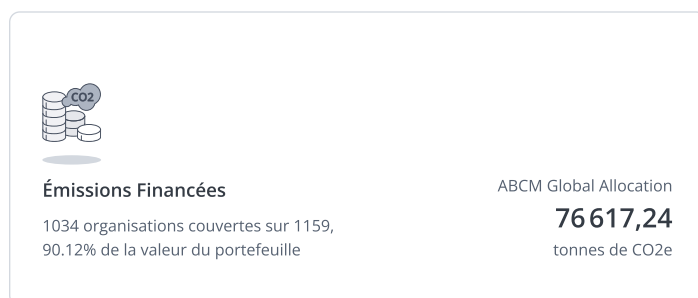 CO2
Émissions Financées
1034 organisations couvertes sur 1159,
90.12% de la valeur du portefeuille
ABCM Global Allocation
76 617,24
tonnes de CO2e